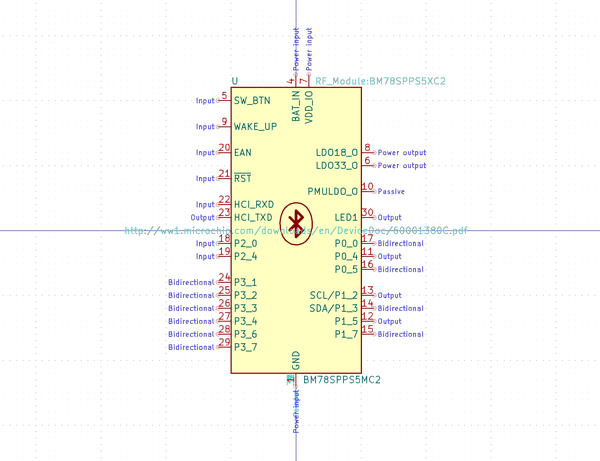 Power input
Power input
U
RF_Module:BM78SPPS5XC2
4
7
BAT_IN
VDD_IO
Input 5 SW_BTN
Input 9 WAKE_UP
Input 20 EAN
LDO18_O 8 Power output
LDO33_O 6 Power output
Input 21 RST
PMULDO_O 10 Passive
Input 22 HCI_RXD
Output 23 HCI_TXD
LED1 30 Output
http://ww1.microchip.com/downloads/en/DeviceDoc/60001380C.pdf
Input 18 P2_0
P0_0 17 Bidirectional
Input 19 P2_4
P0_4 11 Output
P0_5 16 Bidirectional
Bidirectional 24 P3_1
Bidirectional 25 P3_2
SCL/P1_2 13 Output
Bidirectional 26 P3_3
SDA/P1_3 14 Bidirectional
Bidirectional 27 P3_4
P1_5 12 Output
Bidirectional 28 P3_6
P1_7 15 Bidirectional
Bidirectional 29 P3_7
GND
BM78SPPS5MC2
Power input